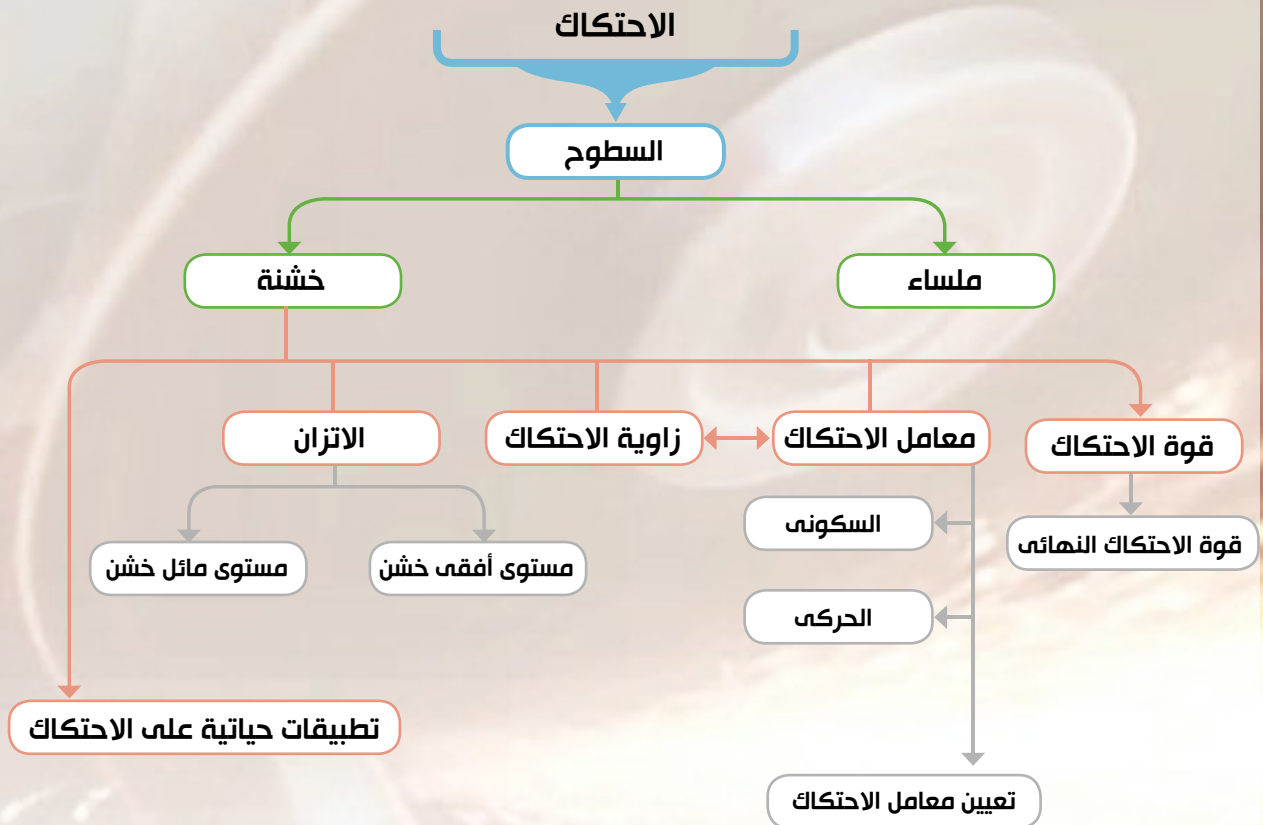 الاحتكاك
السطوح
ملساء
خشنة
قوة الاحتكاك
معامل الاحتكاك
زاوية الاحتكاك
الاتزان
قوة الاحتكاك النهائى
السكونى
الحركى
مستوى أفقى خشن
مستوى مائل خشن
تطبيقات حياتية على الاحتكاك
تعيين معامل الاحتكاك